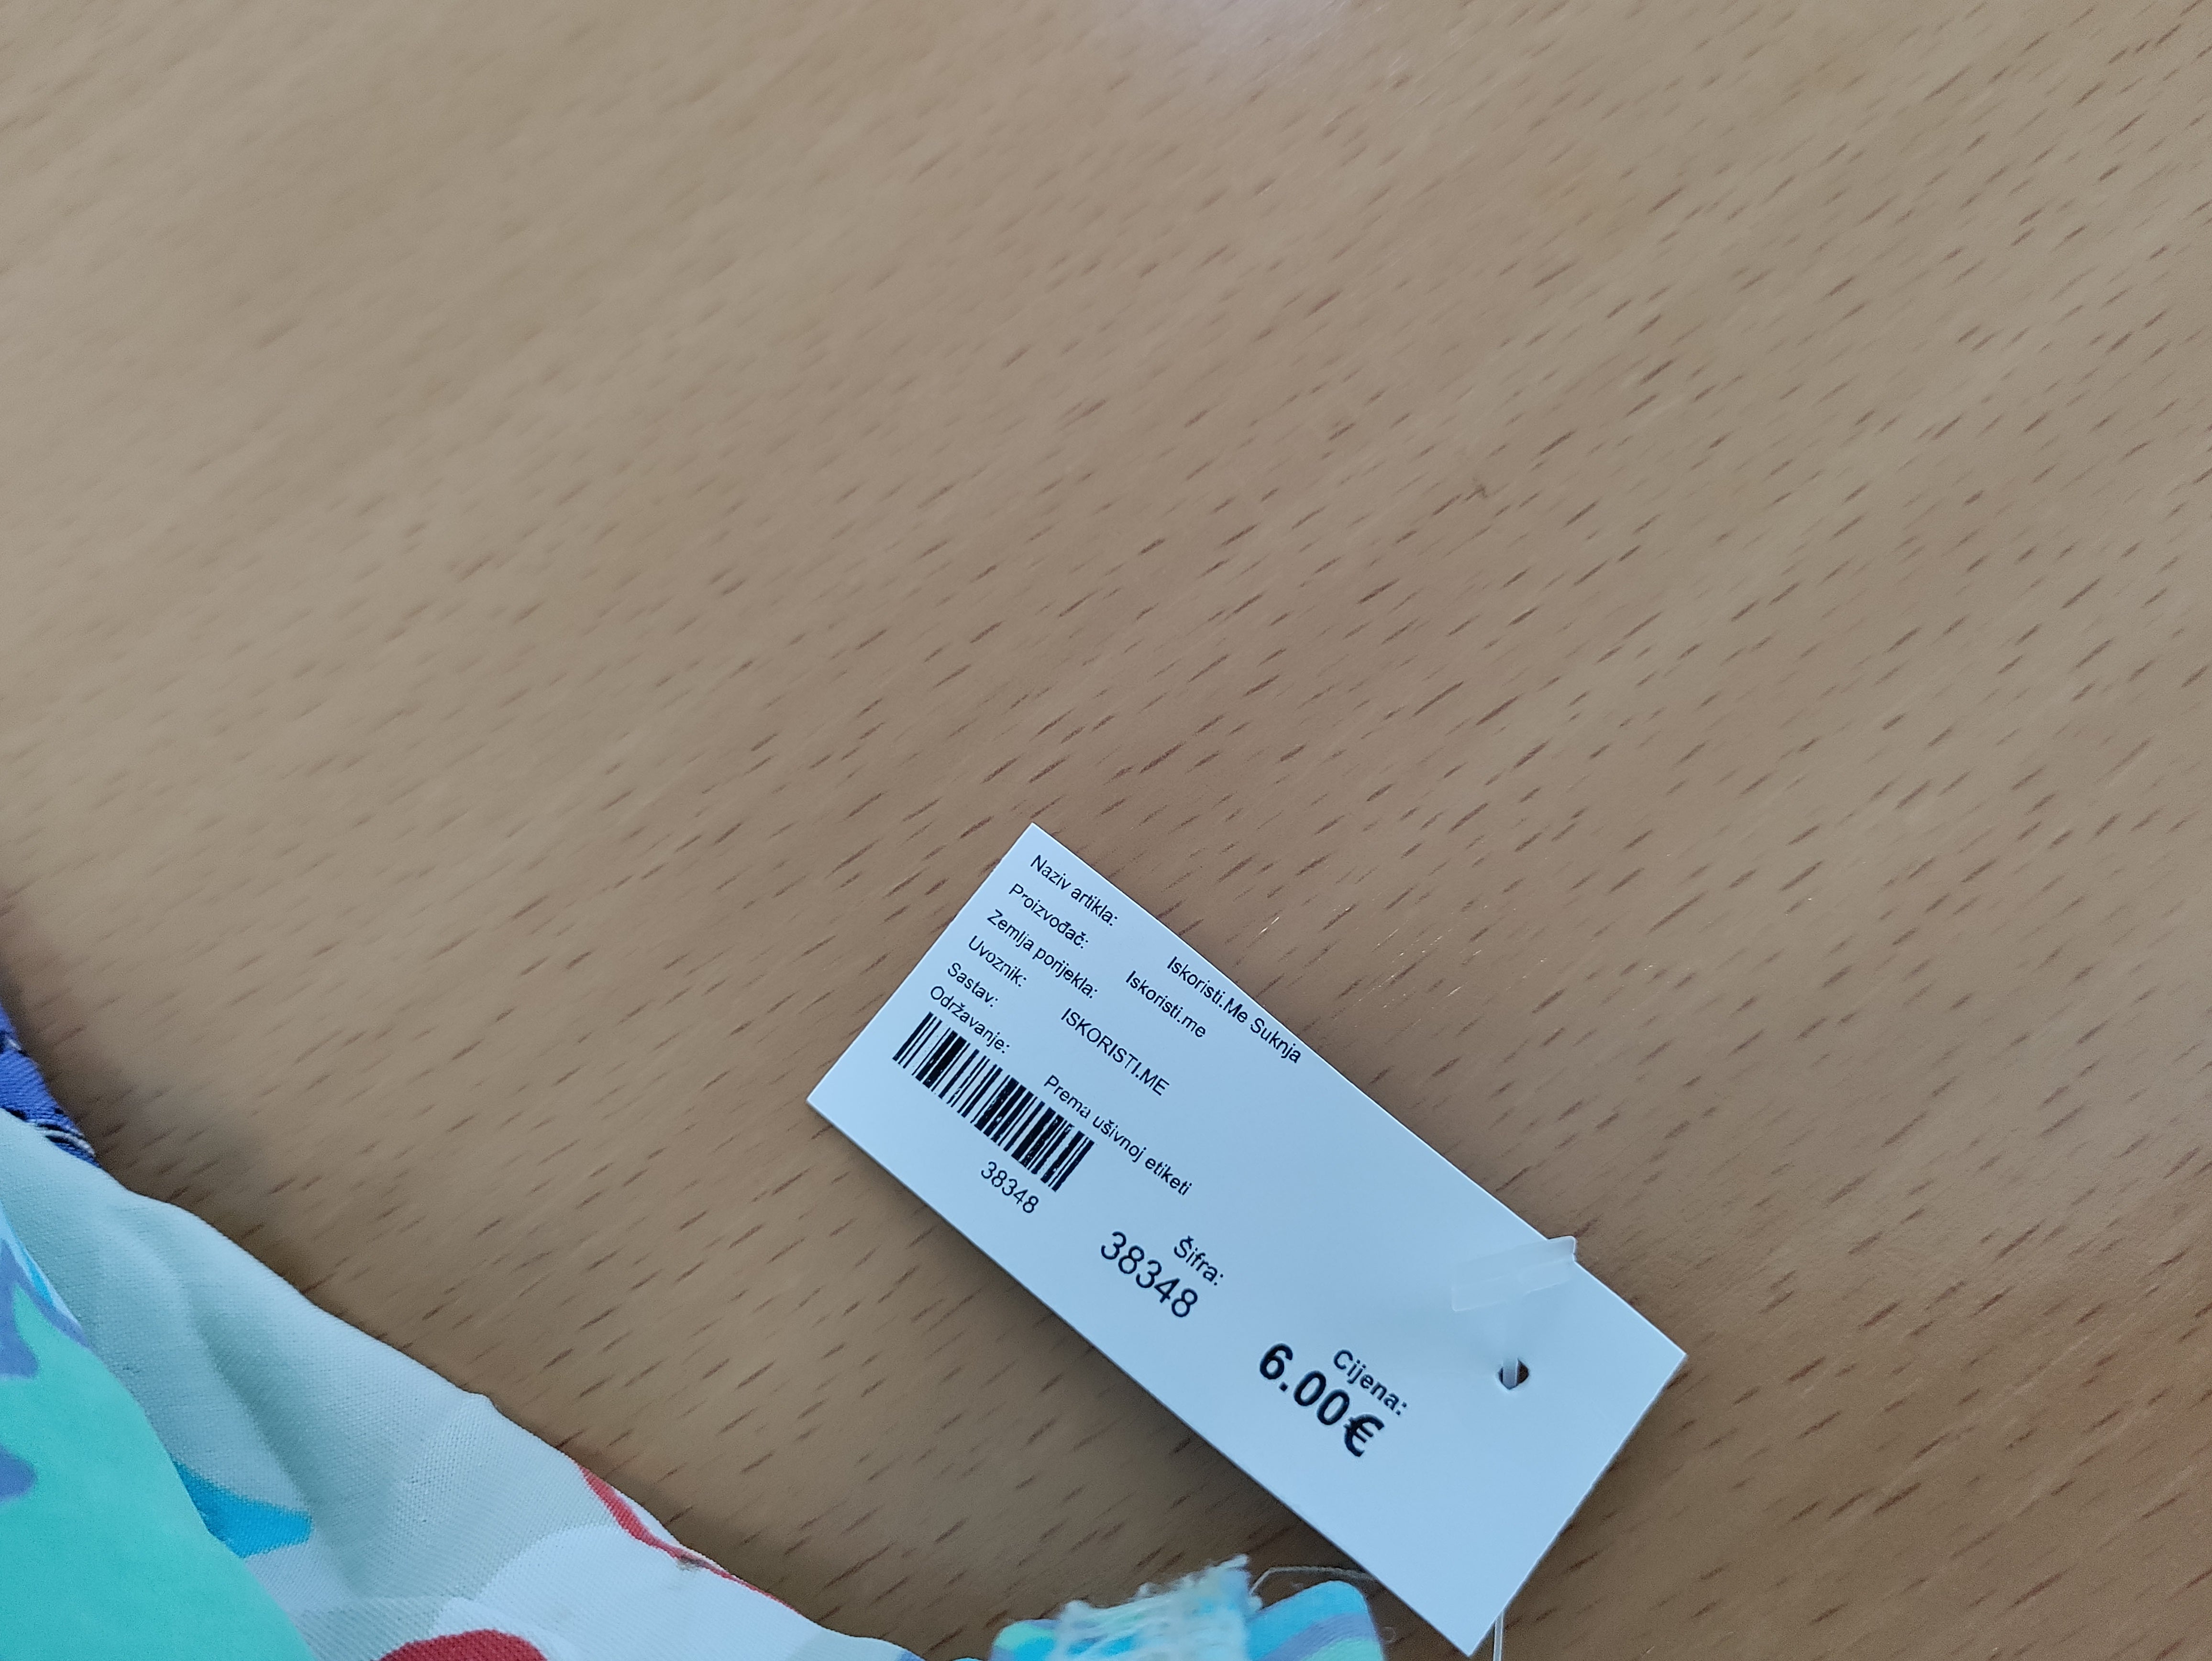 Naziv artikla: Iskoristi.Me Suknja
Proizvođač: Iskoristi.me
Zemlja porijekla:
Uvoznik: ISKORISTI.ME
Sastav:
Održavanje: Prema ušivnoj etiketi
38348
Šifra:
38348
Cijena:
6.00€